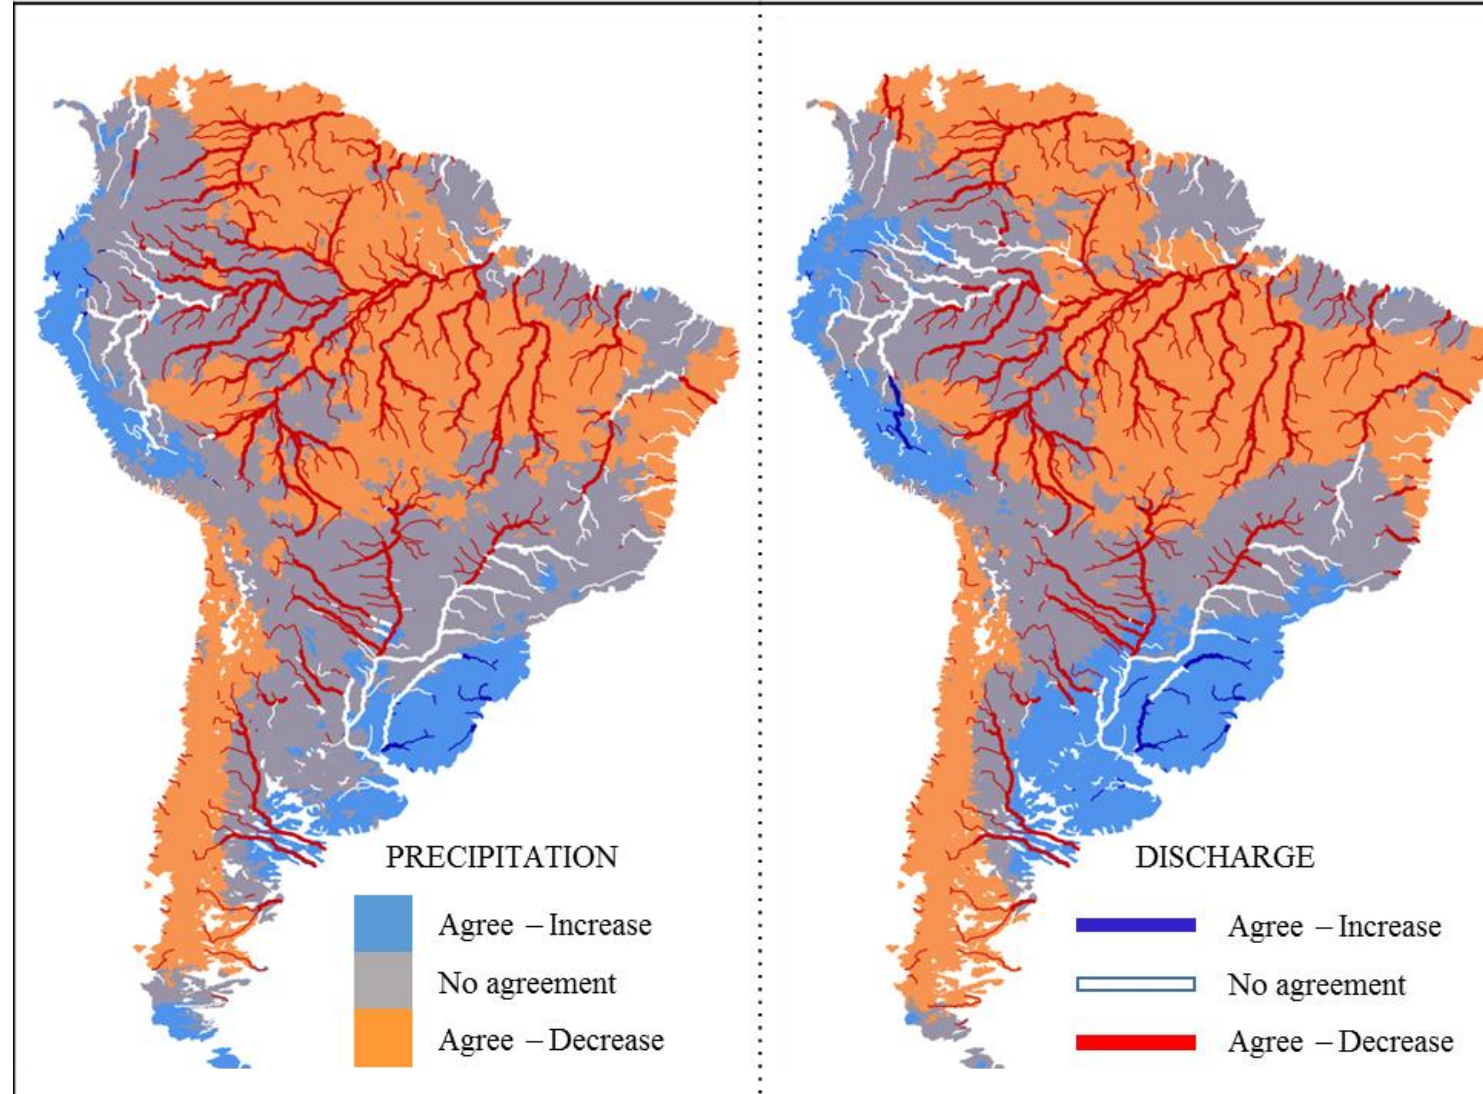 PRECIPITATION
Agree – Increase
No agreement
Agree – Decrease
DISCHARGE
Agree – Increase
No agreement
Agree – Decrease